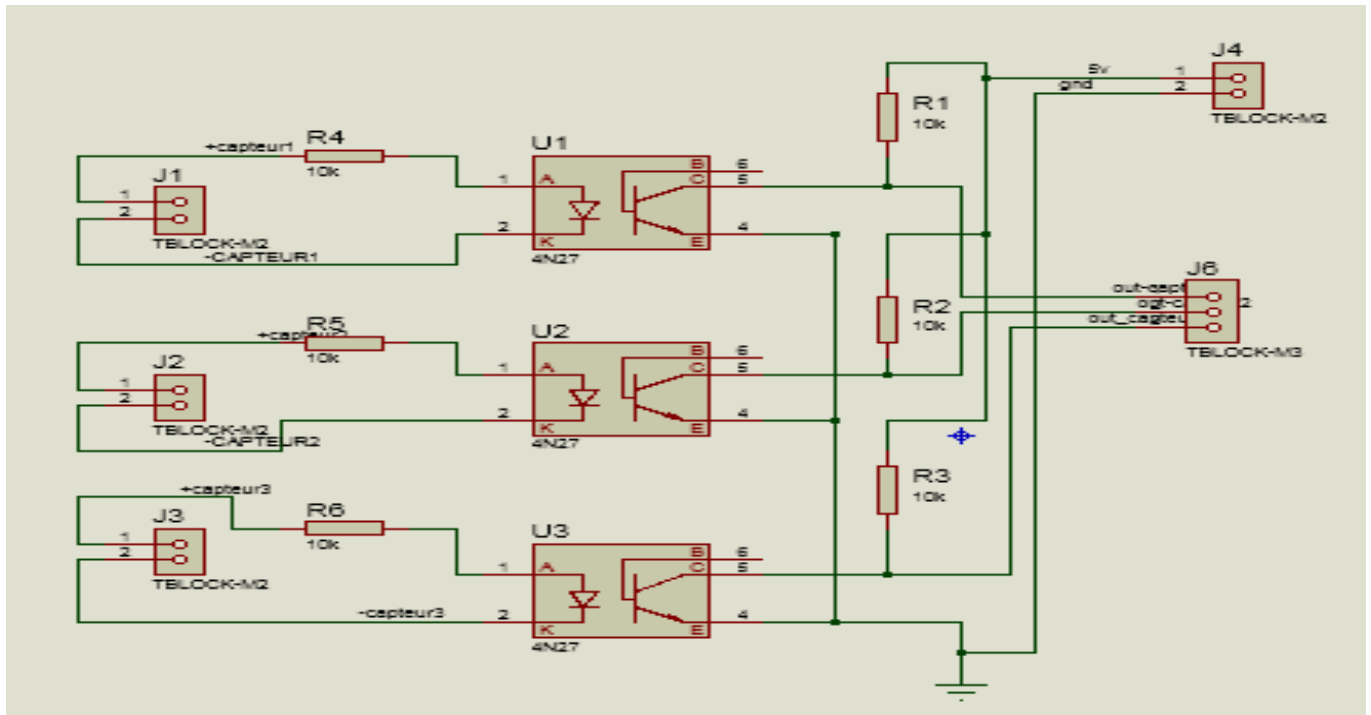 J4
5v
1
gnd
2
TBLOCK-M2
R1
10k
+capteur1
R4
10k
U1
J1
1
2
TBLOCK-M2
-CAPTEUR1
1
A
2
K
B
6
C
5
E
4
4N27
R2
10k
J6
out-capt
2
TBLOCK-M3
R5
10k
U2
J2
1
2
TBLOCK-M2
-CAPTEUR2
1
A
2
K
B
6
C
5
E
4
4N27
R3
10k
+capteur3
R6
10k
U3
J3
1
2
TBLOCK-M2
-capteur3
1
A
2
K
B
6
C
5
E
4
4N27